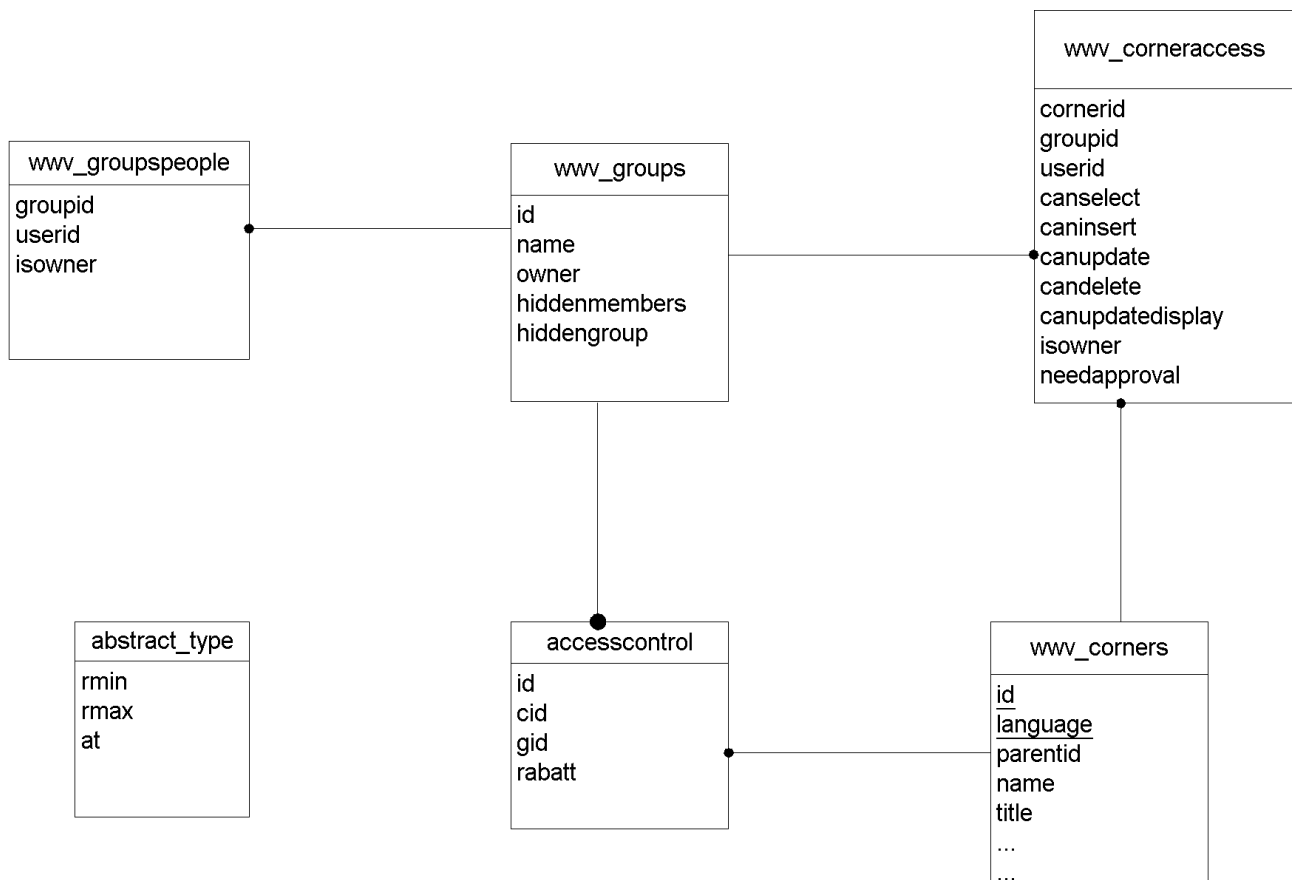 wwv_corneraccess
cornerid
groupid
userid
canselect
caninsert
canupdate
candelete
canupdatedisplay
isowner
needapproval
wwv_groupspeople
groupid
userid
isowner
wwv_groups
id
name
owner
hiddenmembers
hiddengroup
abstract_type
rmin
rmax
at
accesscontrol
id
cid
gid
rabatt
wwv_corners
id
language
parentid
name
title
...
...